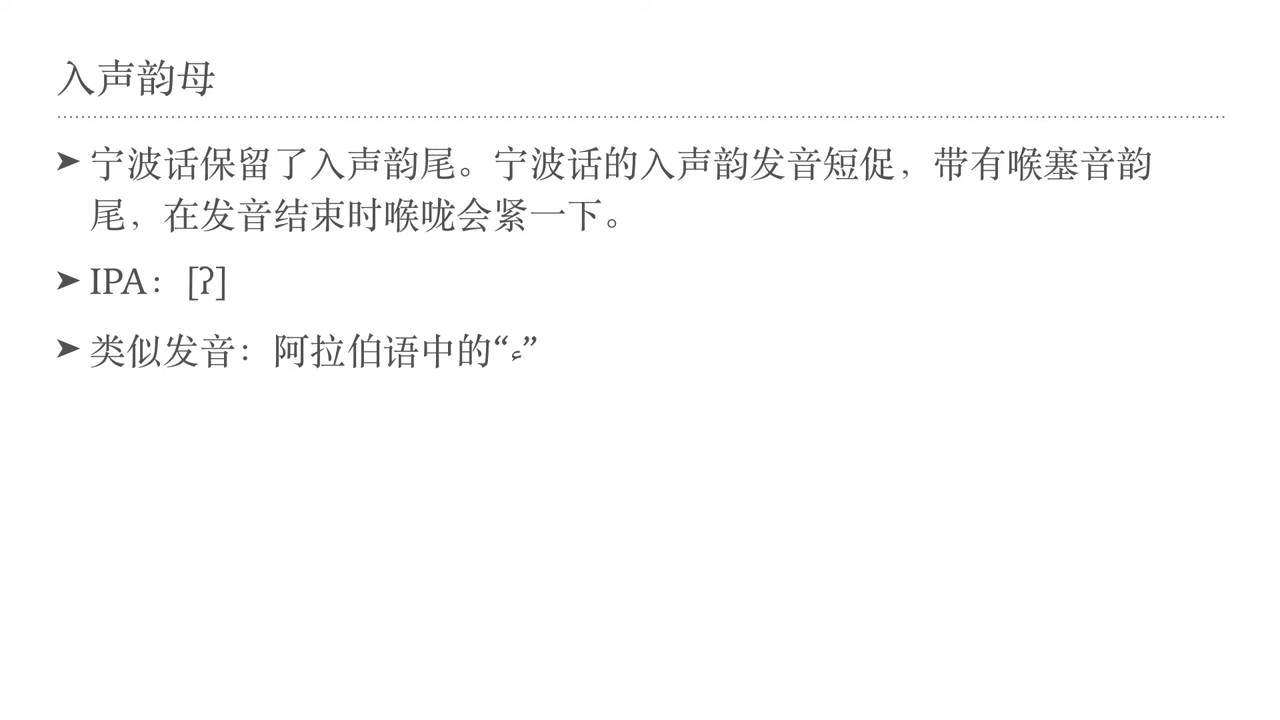 入声韵母
➤ 宁波话保留了入声韵尾。宁波话的入声韵发音短促，带有喉塞音韵
尾，在发音结束时喉咙会紧一下。
➤ IPA：[ʔ]
➤ 类似发音：阿拉伯语中的“ء”